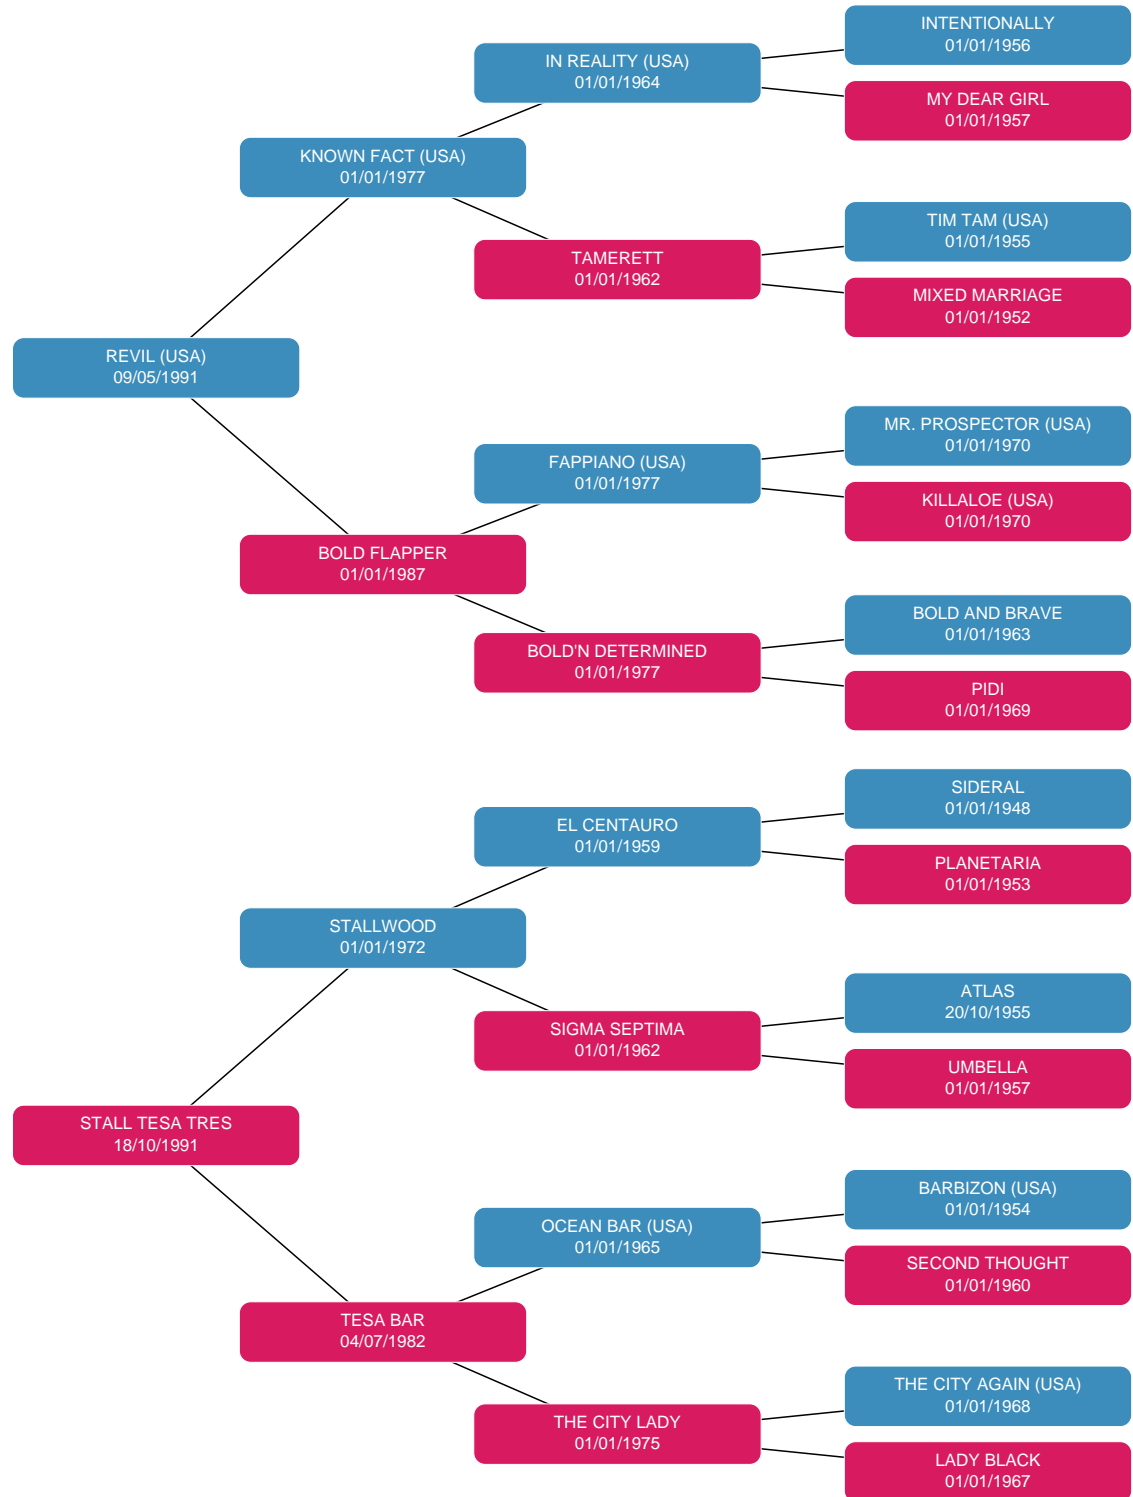 INTENTIONALLY
01/01/1956
IN REALITY (USA)
01/01/1964
MY DEAR GIRL
01/01/1957
KNOWN FACT (USA)
01/01/1977
TIM TAM (USA)
01/01/1955
TAMERETT
01/01/1962
MIXED MARRIAGE
01/01/1952
REVIL (USA)
09/05/1991
MR. PROSPECTOR (USA)
01/01/1970
FAPPIANO (USA)
01/01/1977
KILLALOE (USA)
01/01/1970
BOLD FLAPPER
01/01/1987
BOLD AND BRAVE
01/01/1963
BOLD'N DETERMINED
01/01/1977
PIDI
01/01/1969
SIDERAL
01/01/1948
EL CENTAURO
01/01/1959
PLANETARIA
01/01/1953
STALLWOOD
01/01/1972
ATLAS
20/10/1955
SIGMA SEPTIMA
01/01/1962
UMBELLA
01/01/1957
STALL TESA TRES
18/10/1991
BARBIZON (USA)
01/01/1954
OCEAN BAR (USA)
01/01/1965
SECOND THOUGHT
01/01/1960
TESA BAR
04/07/1982
THE CITY AGAIN (USA)
01/01/1968
THE CITY LADY
01/01/1975
LADY BLACK
01/01/1967